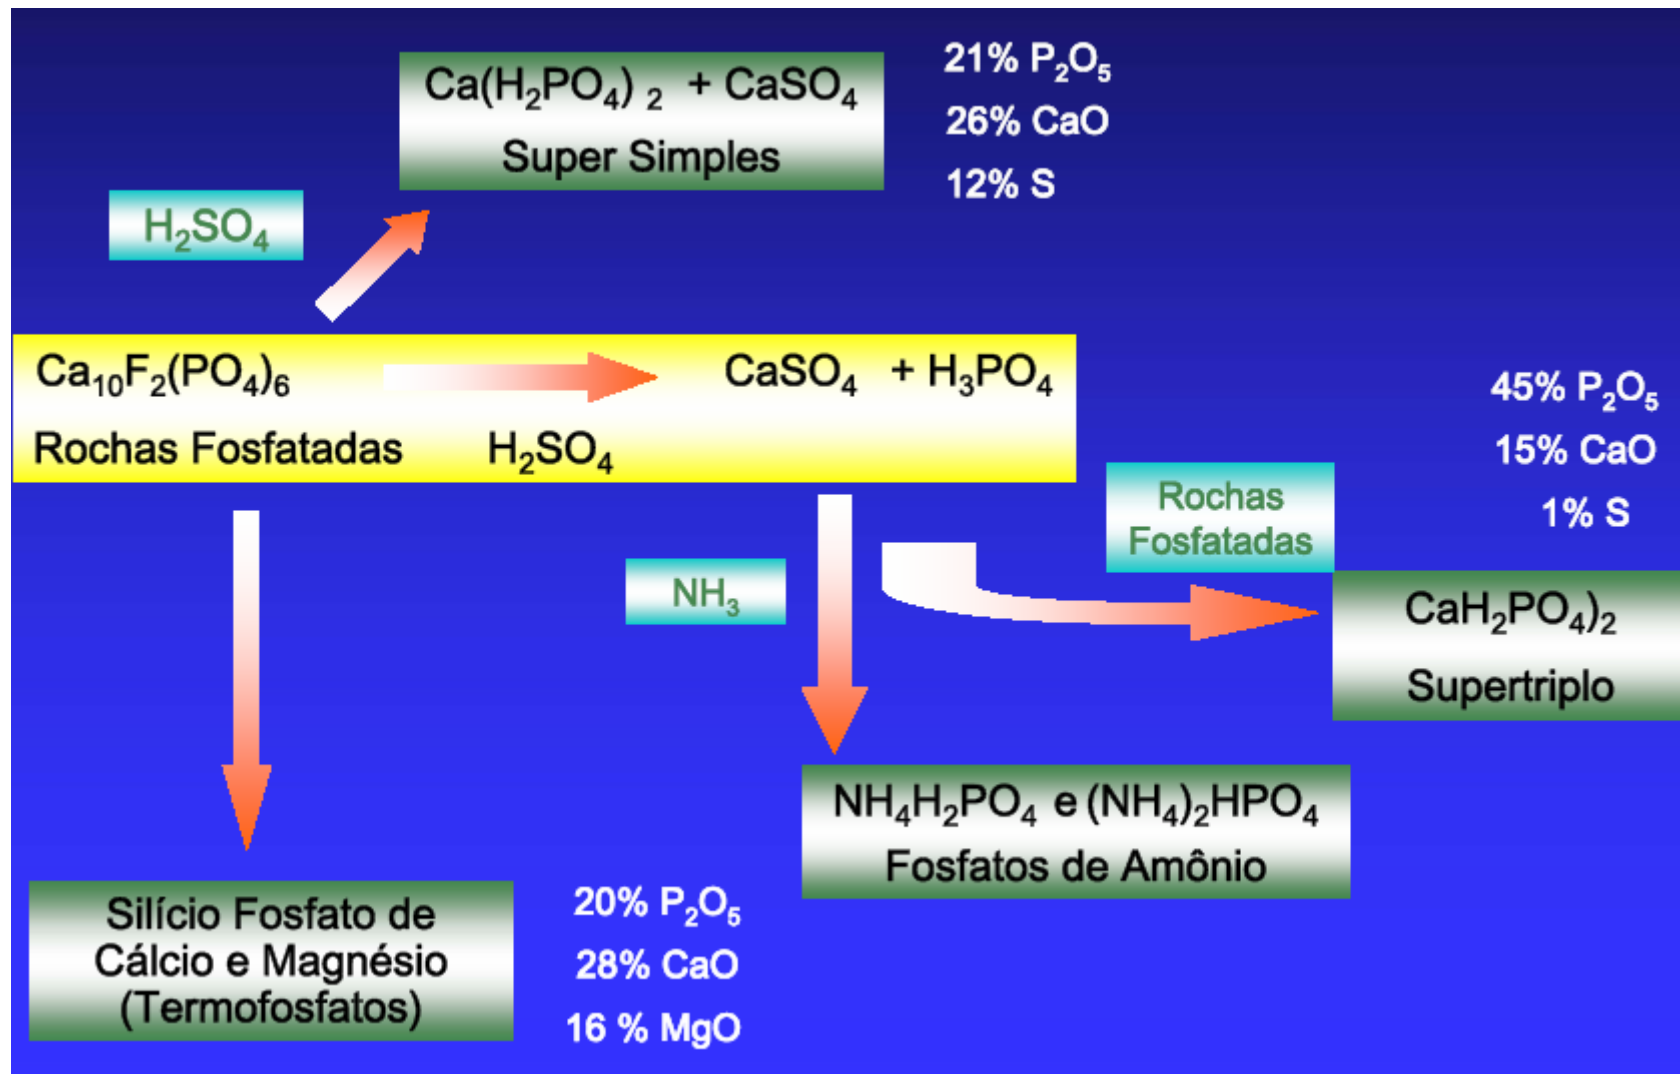 Ca(H₂PO₄) ₂ + CaSO₄
Super Simples
21% P₂O₅
26% CaO
12% S
H₂SO₄
Ca₁₀F₂(PO₄)₆
CaSO₄ + H₃PO₄
Rochas Fosfatadas
H₂SO₄
45% P₂O₅
15% CaO
1% S
Rochas
Fosfatadas
NH₃
CaH₂PO₄)₂
Supertriplo
NH₄H₂PO₄ e (NH₄)₂HPO₄
Fosfatos de Amônio
Silício Fosfato de
Cálcio e Magnésio
(Termofosfatos)
20% P₂O₅
28% CaO
16 % MgO